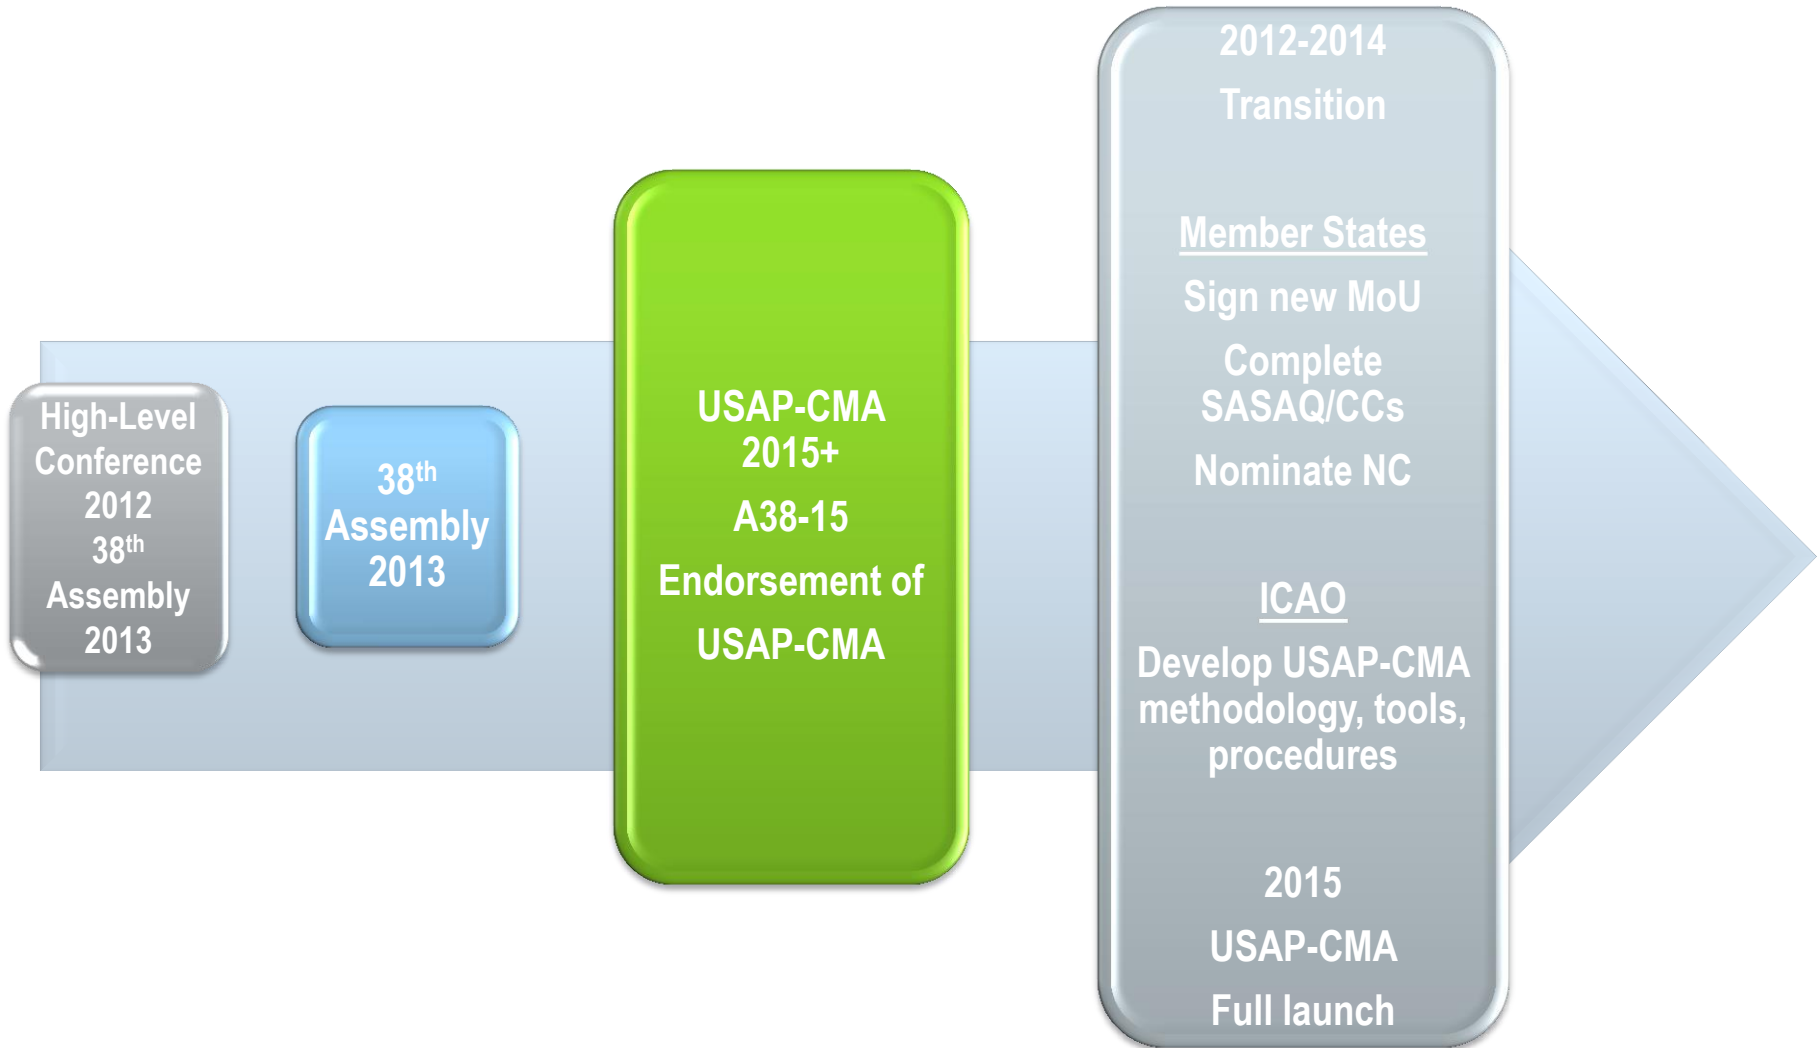 High-Level
Conference
2012
38th
Assembly
2013
38th
Assembly
2013
USAP-CMA
2015+
A38-15
Endorsement of
USAP-CMA
2012-2014
Transition
Member States
Sign new MoU
Complete
SASAQ/CCs
Nominate NC
ICAO
Develop USAP-CMA
methodology, tools,
procedures
2015
USAP-CMA
Full launch